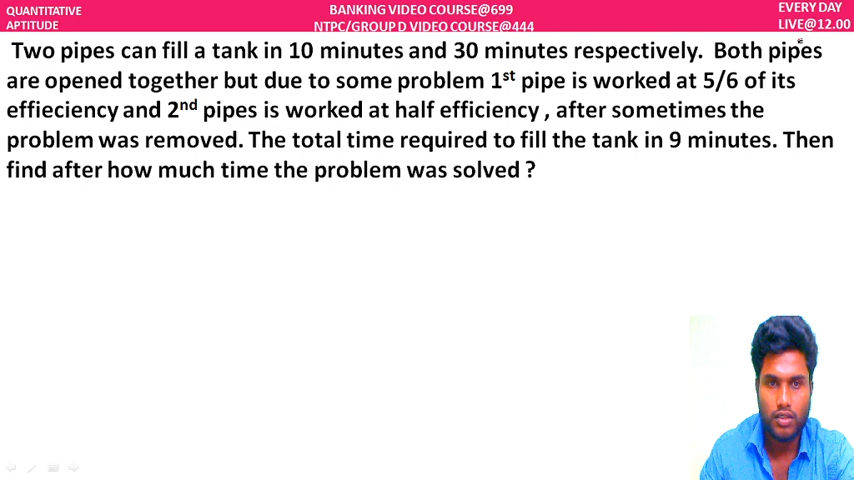 QUANTITATIVE
APTITUDE
BANKING VIDEO COURSE@699
NTPC/GROUP D VIDEO COURSE@444
EVERY DAY
LIVE@12.00
Two pipes can fill a tank in 10 minutes and 30 minutes respectively. Both pipes
are opened together but due to some problem 1st pipe is worked at 5/6 of its
effieciency and 2nd pipes is worked at half efficiency , after sometimes the
problem was removed. The total time required to fill the tank in 9 minutes. Then
find after how much time the problem was solved ?